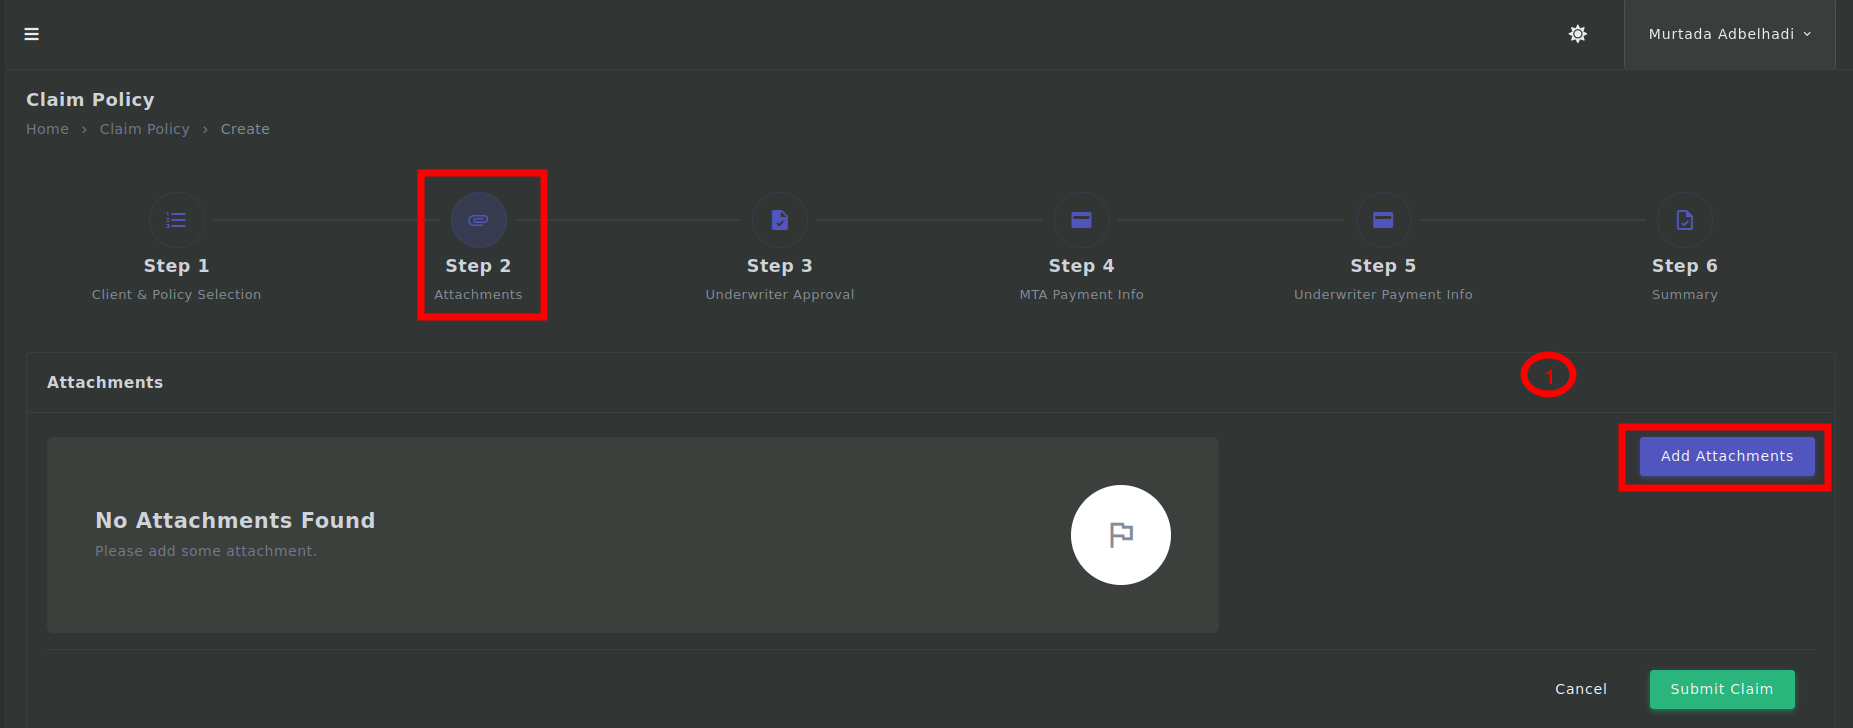 Murtada Adbelhadi
Claim Policy
Home › Claim Policy › Create
Step 1
Client & Policy Selection
Step 2
Attachments
Step 3
Underwriter Approval
Step 4
MTA Payment Info
Step 5
Underwriter Payment Info
Step 6
Summary
Attachments
1
Add Attachments
No Attachments Found
Please add some attachment.
Cancel
Submit Claim